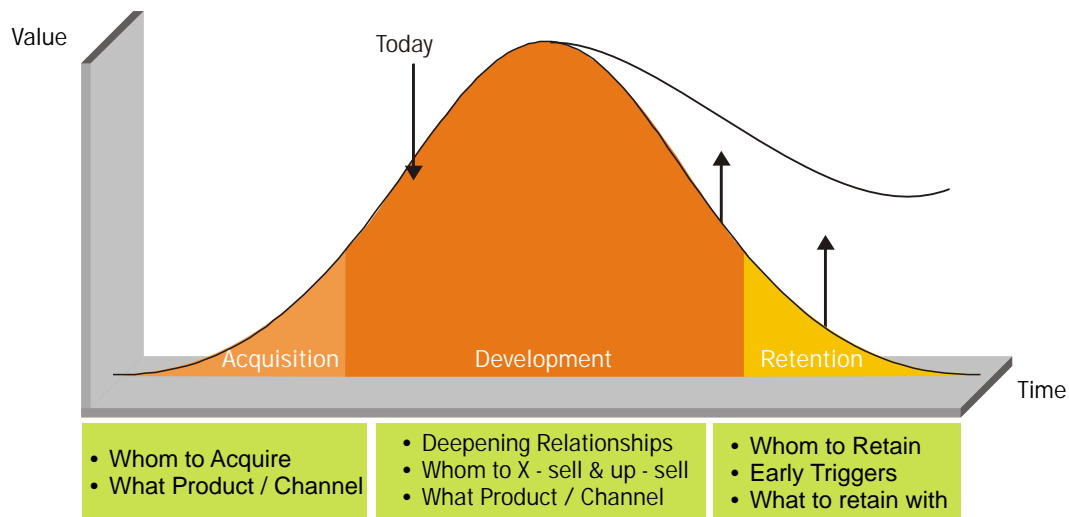 Value
Today
Acquisition
Development
Retention
Time
• Whom to Acquire
• What Product / Channel
• Deepening Relationships
• Whom to X - sell & up - sell
• What Product / Channel
• Whom to Retain
• Early Triggers
• What to retain with